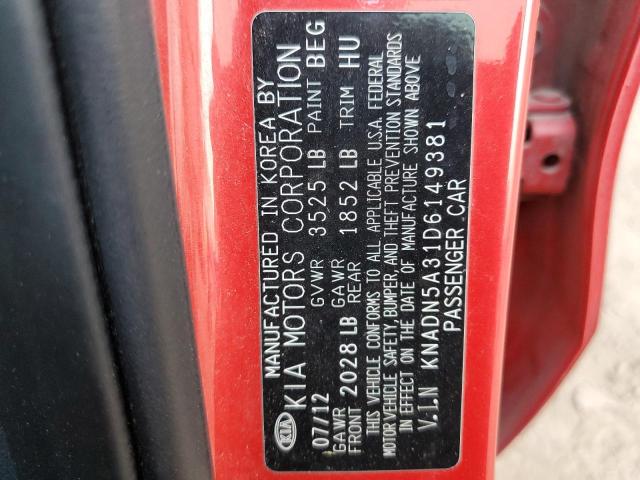 MANUFACTURED IN KOREA BY
KIA KIA MOTORS CORPORATION
07/12 GVWR 3525 LB PAINT BEG
GAWR FRONT 2028 LB GAWR REAR 1852 LB TRIM HU
THIS VEHICLE CONFORMS TO ALL APPLICABLE U.S.A. FEDERAL
MOTOR VEHICLE SAFETY, BUMPER, AND THEFT PREVENTION STANDARDS
IN EFFECT ON THE DATE OF MANUFACTURE SHOWN ABOVE
V.I.N KNADN5A31D6149381
PASSENGER CAR